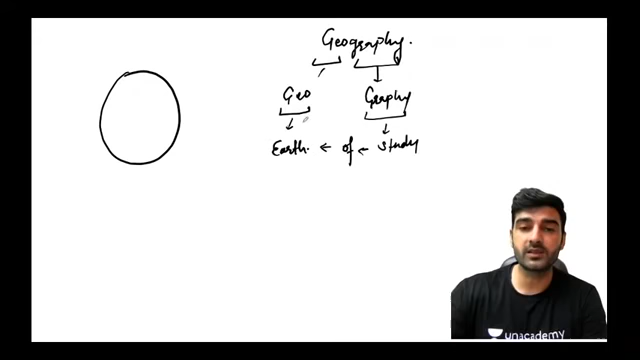 Geography.
Geo Graphy
Earth. ← of ← Study
unacademy